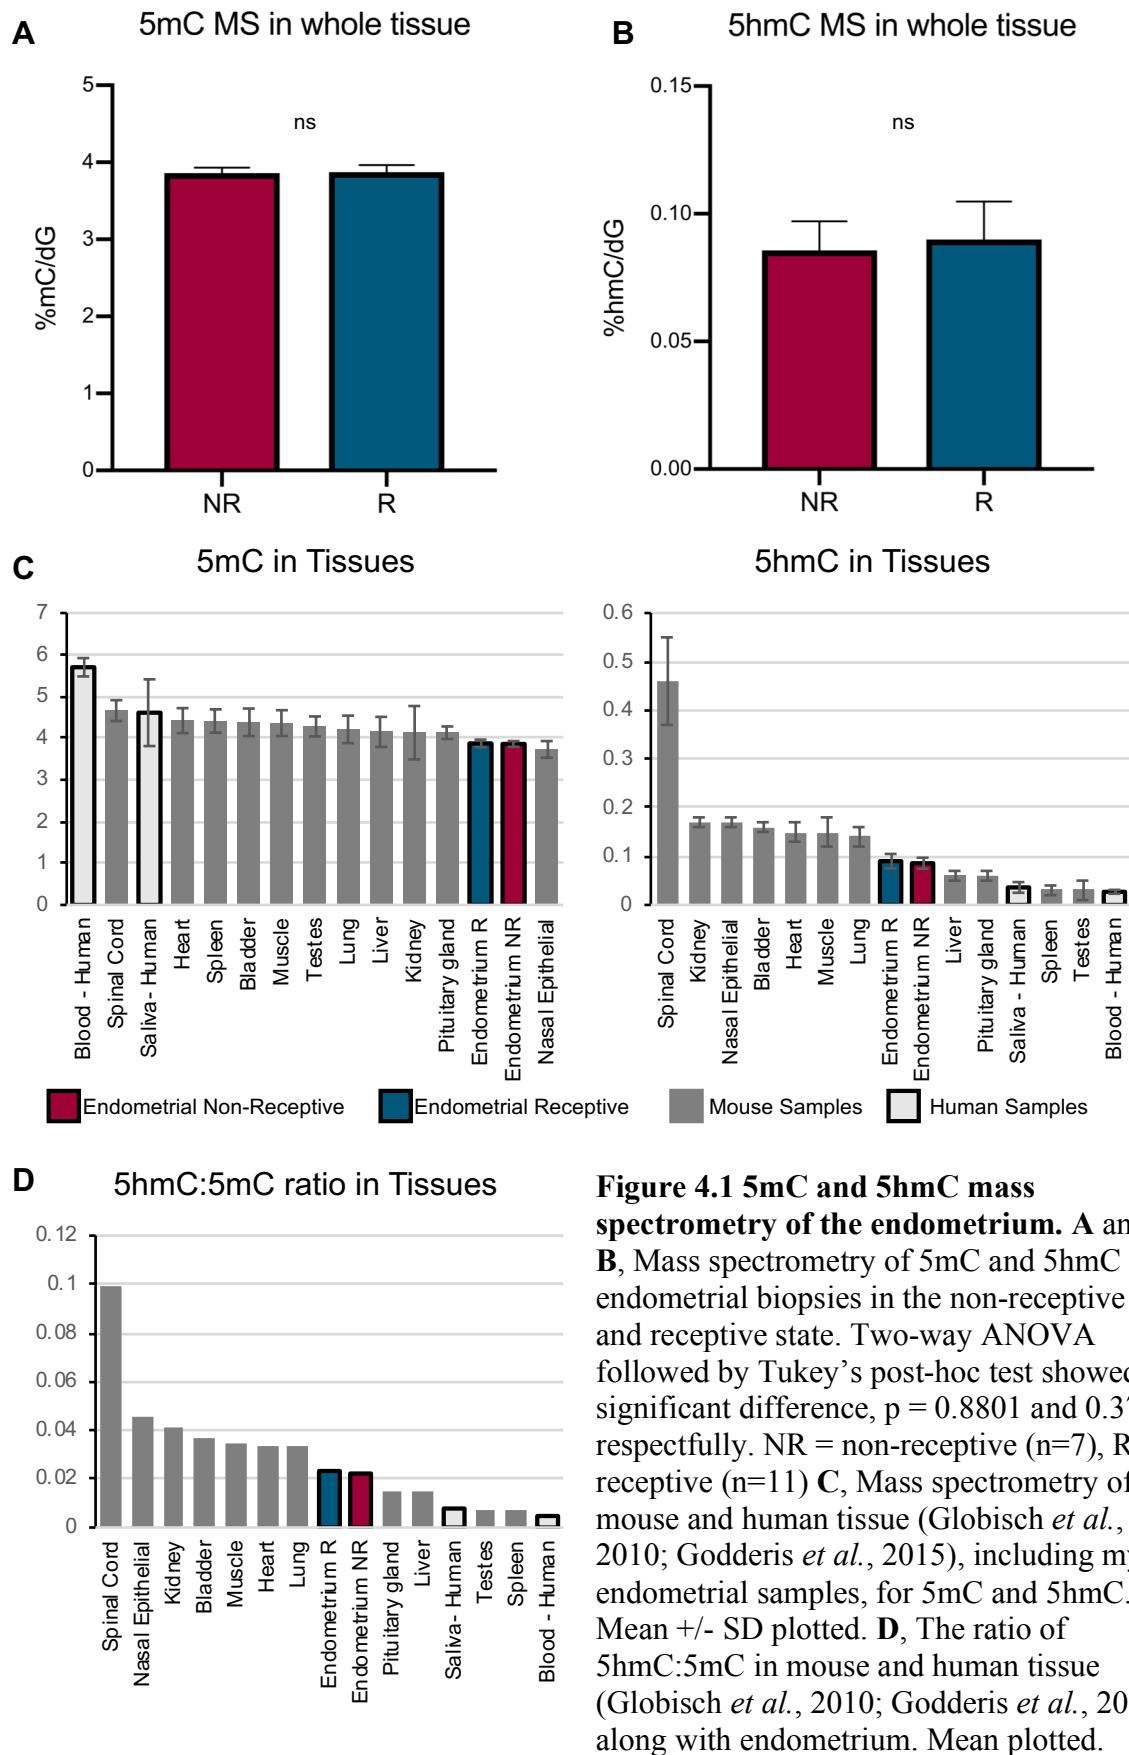 A
5mC MS in whole tissue
5
4
3
2
1
0
%mC/dG
ns
NR
R
B
5hmC MS in whole tissue
0.15
0.10
0.05
0.00
%hmC/dG
ns
NR
R
C
5mC in Tissues
7
6
5
4
3
2
1
0
Blood - Human
Spinal Cord
Saliva- Human
Heart
Spleen
Bladder
Muscle
Testes
Lung
Liver
Kidney
Pituitary gland
Endometrium R
Endometrium NR
Nasal Epithelial
5hmC in Tissues
0.6
0.5
0.4
0.3
0.2
0.1
0
Spinal Cord
Kidney
Nasal Epithelial
Bladder
Heart
Muscle
Lung
Endometrium R
Endometrium NR
Liver
Pituitary gland
Saliva - Human
Spleen
Testes
Blood - Human
Endometrial Non-Receptive
Endometrial Receptive
Mouse Samples
Human Samples
D
5hmC:5mC ratio in Tissues
0.12
0.1
0.08
0.06
0.04
0.02
0
Spinal Cord
Nasal Epithelial
Kidney
Bladder
Muscle
Heart
Lung
Endometrium R
Endometrium NR
Pituitary gland
Liver
Saliva- Human
Testes
Spleen
Blood - Human
Figure 4.1 5mC and 5hmC mass
spectrometry of the endometrium. A
B, Mass spectrometry of 5mC and 5hmC
endometrial biopsies in the non-receptive
and receptive state. Two-way ANOVA
followed by Tukey's post-hoc test showed
significant difference, p = 0.8801 and
respectfully. NR = non-receptive (n=7), R
receptive (n=11) C, Mass spectrometry of
mouse and human tissue (Globisch et al.,
2010; Godderis et al., 2015), including
endometrial samples, for 5mC and 5hmC.
Mean +/- SD plotted. D, The ratio of
5hmC:5mC in mouse and human tissue
(Globisch et al., 2010; Godderis et al.,
along with endometrium. Mean plotted.